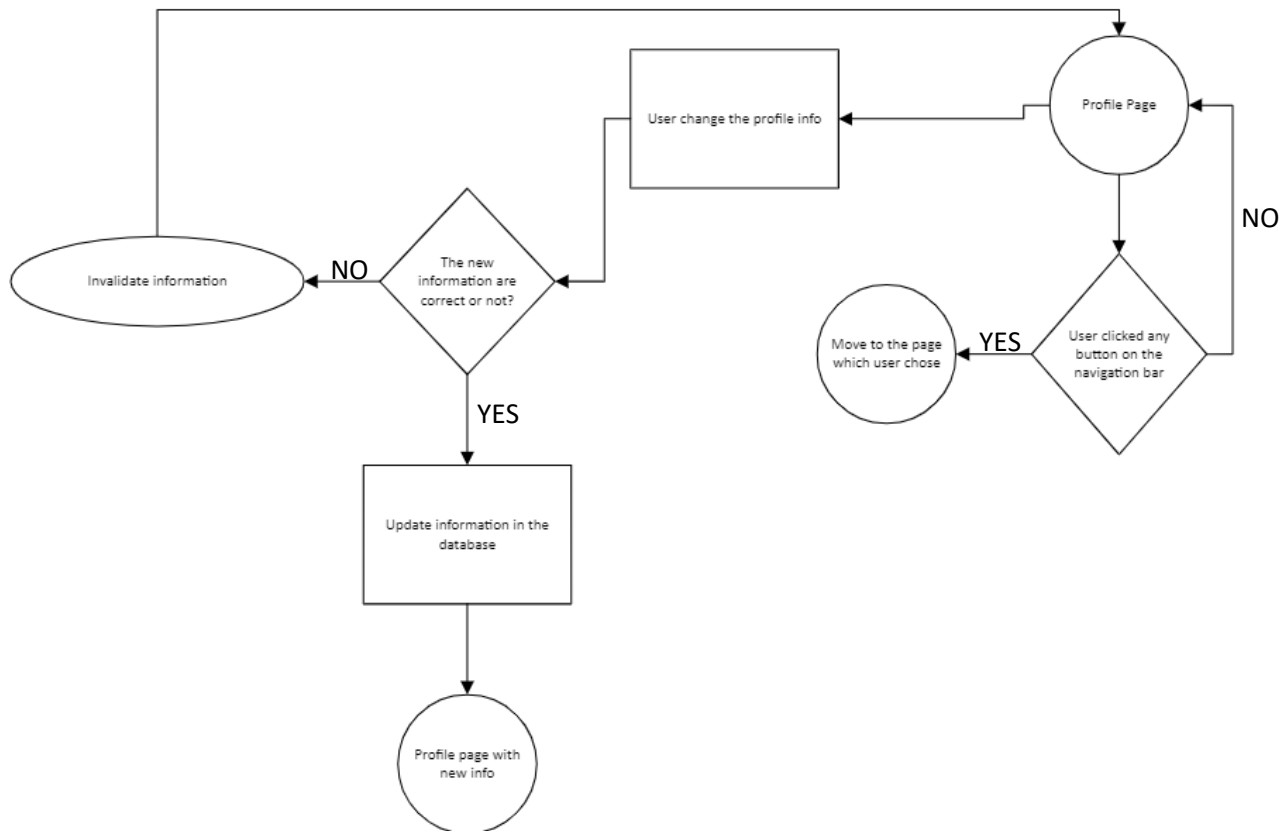 Profile Page
User change the profile info
NO
The new
information are
correct or not?
NO
Invalidate information
Move to the page
which user chose
YES
User clicked any
button on the
navigation bar
YES
Update information in the
database
Profile page with
new info